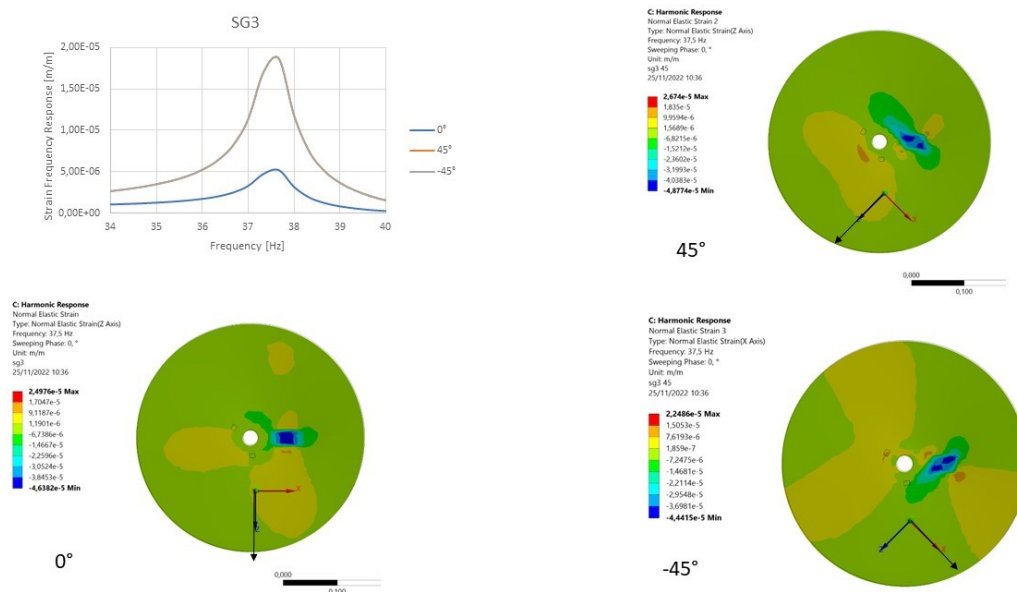 SG3
Strain Frequency Response [m/m]
2,00E-05
1,50E-05
1,00E-05
5,00E-06
0,00E+00
34
35
36
37
38
39
40
Frequency [Hz]
0°
45°
-45°
C: Harmonic Response
Normal Elastic Strain 2
Type: Normal Elastic Strain(Z Axis)
Frequency: 37,5 Hz
Sweeping Phase: 0, °
Unit: m/m
sg3 45
25/11/2022 10:36
2,674e-5 Max
1,835e-5
9,9594e-6
1,5689e-6
-6,8215e-6
-1,5212e-5
-2,3602e-5
-3,1993e-5
-4,0383e-5
-4,8774e-5 Min
X
45°
0,000
0,100
C: Harmonic Response
Normal Elastic Strain
Type: Normal Elastic Strain(Z Axis)
Frequency: 37,5 Hz
Sweeping Phase: 0, °
Unit: m/m
sg3
25/11/2022 10:36
2,4976e-5 Max
1,7047e-5
9,1187e-6
1,1901e-6
-6,7386e-6
-1,4667e-5
-2,2596e-5
-3,0524e-5
-3,8453e-5
-4,6382e-5 Min
X
Z
0°
0,000
0,100
C: Harmonic Response
Normal Elastic Strain 3
Type: Normal Elastic Strain(X Axis)
Frequency: 37,5 Hz
Sweeping Phase: 0, °
Unit: m/m
sg3 45
25/11/2022 10:36
2,2486e-5 Max
1,5053e-5
7,6193e-6
1,859e-7
-7,2475e-6
-1,4681e-5
-2,2114e-5
-2,9548e-5
-3,6981e-5
-4,4415e-5 Min
Z
X
-45°
0,000
0,100